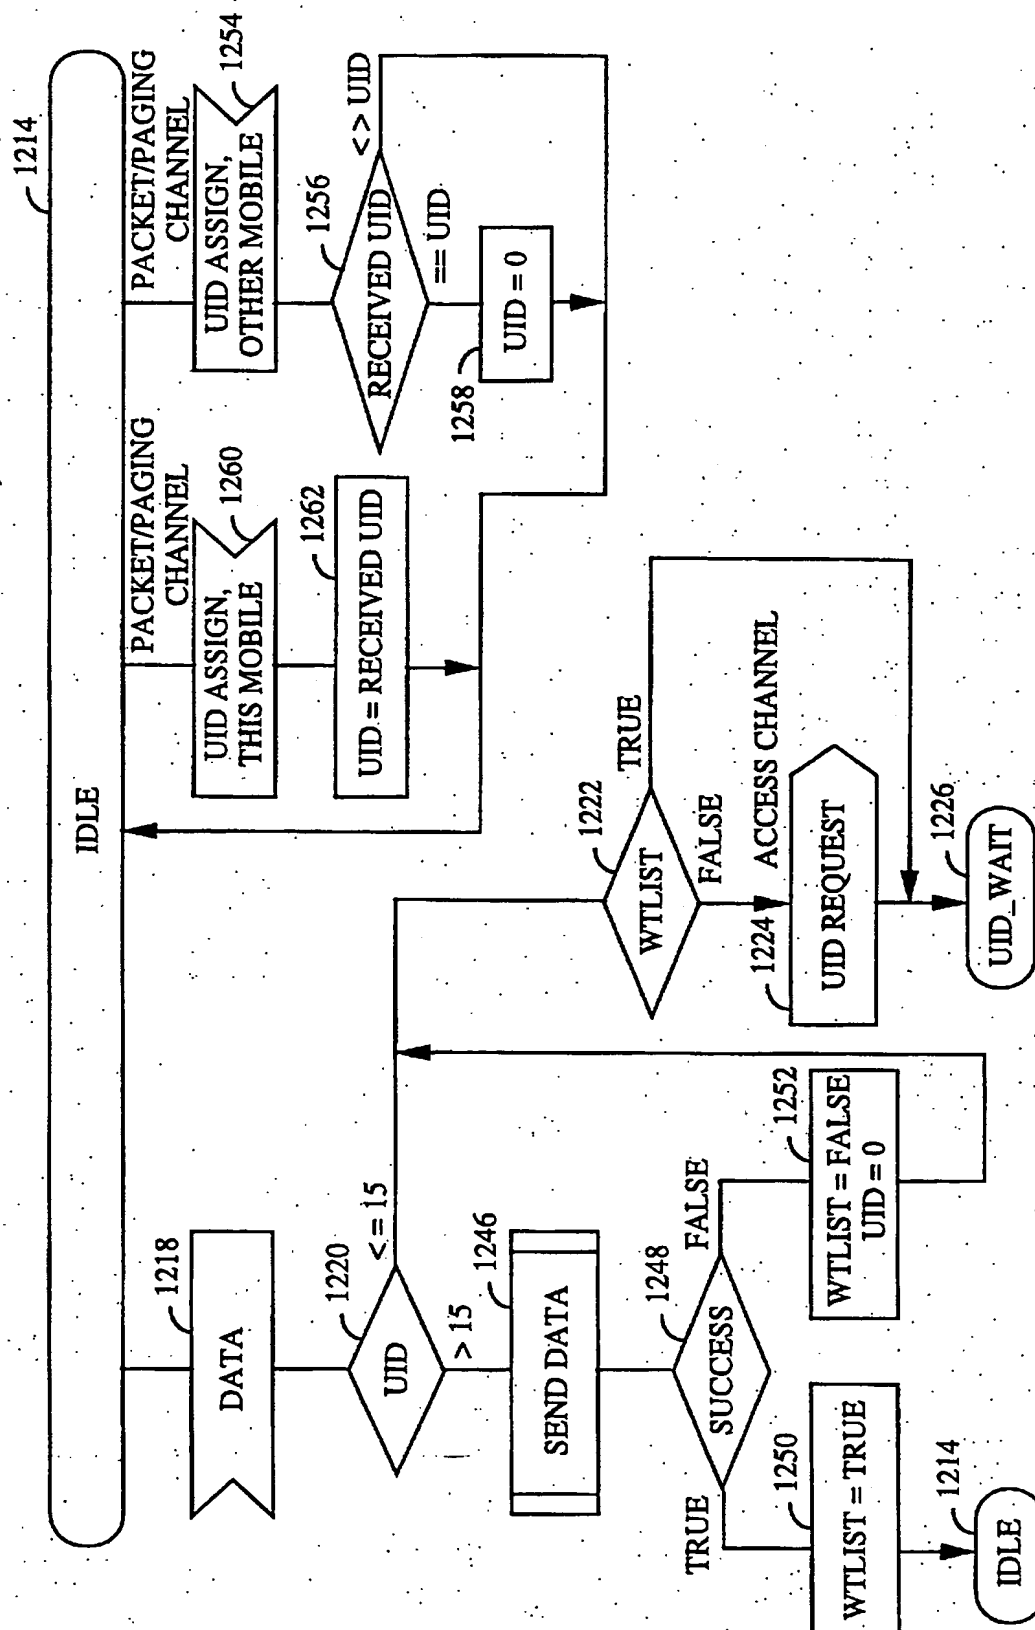 1214
IDLE
1218
DATA
1220
UID
<= 15
> 15
1246
SEND DATA
1248
SUCCESS
TRUE
FALSE
1250
WTLIST = TRUE
1214
IDLE
1252
WTLIST = FALSE
UID = 0
1222
WTLIST
TRUE
FALSE
ACCESS CHANNEL
1224
UID REQUEST
1226
UID_WAIT
PACKET/PAGING
CHANNEL
1260
UID ASSIGN,
THIS MOBILE
1262
UID = RECEIVED UID
PACKET/PAGING
CHANNEL
1254
UID ASSIGN,
OTHER MOBILE
1256
RECEIVED UID
<> UID
== UID
1258
UID = 0